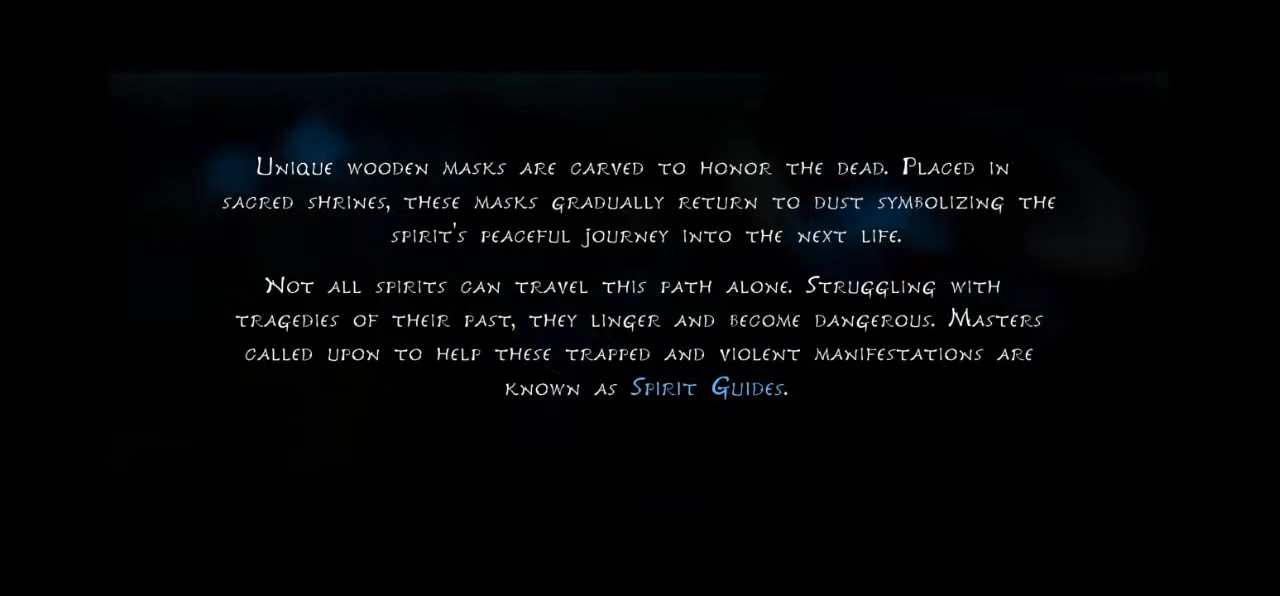 Unique wooden masks are carved to honor the dead. Placed in
sacred shrines, these masks gradually return to dust symbolizing the
spirit's peaceful journey into the next life.
Not all spirits can travel this path alone. Struggling with
tragedies of their past, they linger and become dangerous. Masters
called upon to help these trapped and violent manifestations are
known as Spirit Guides.